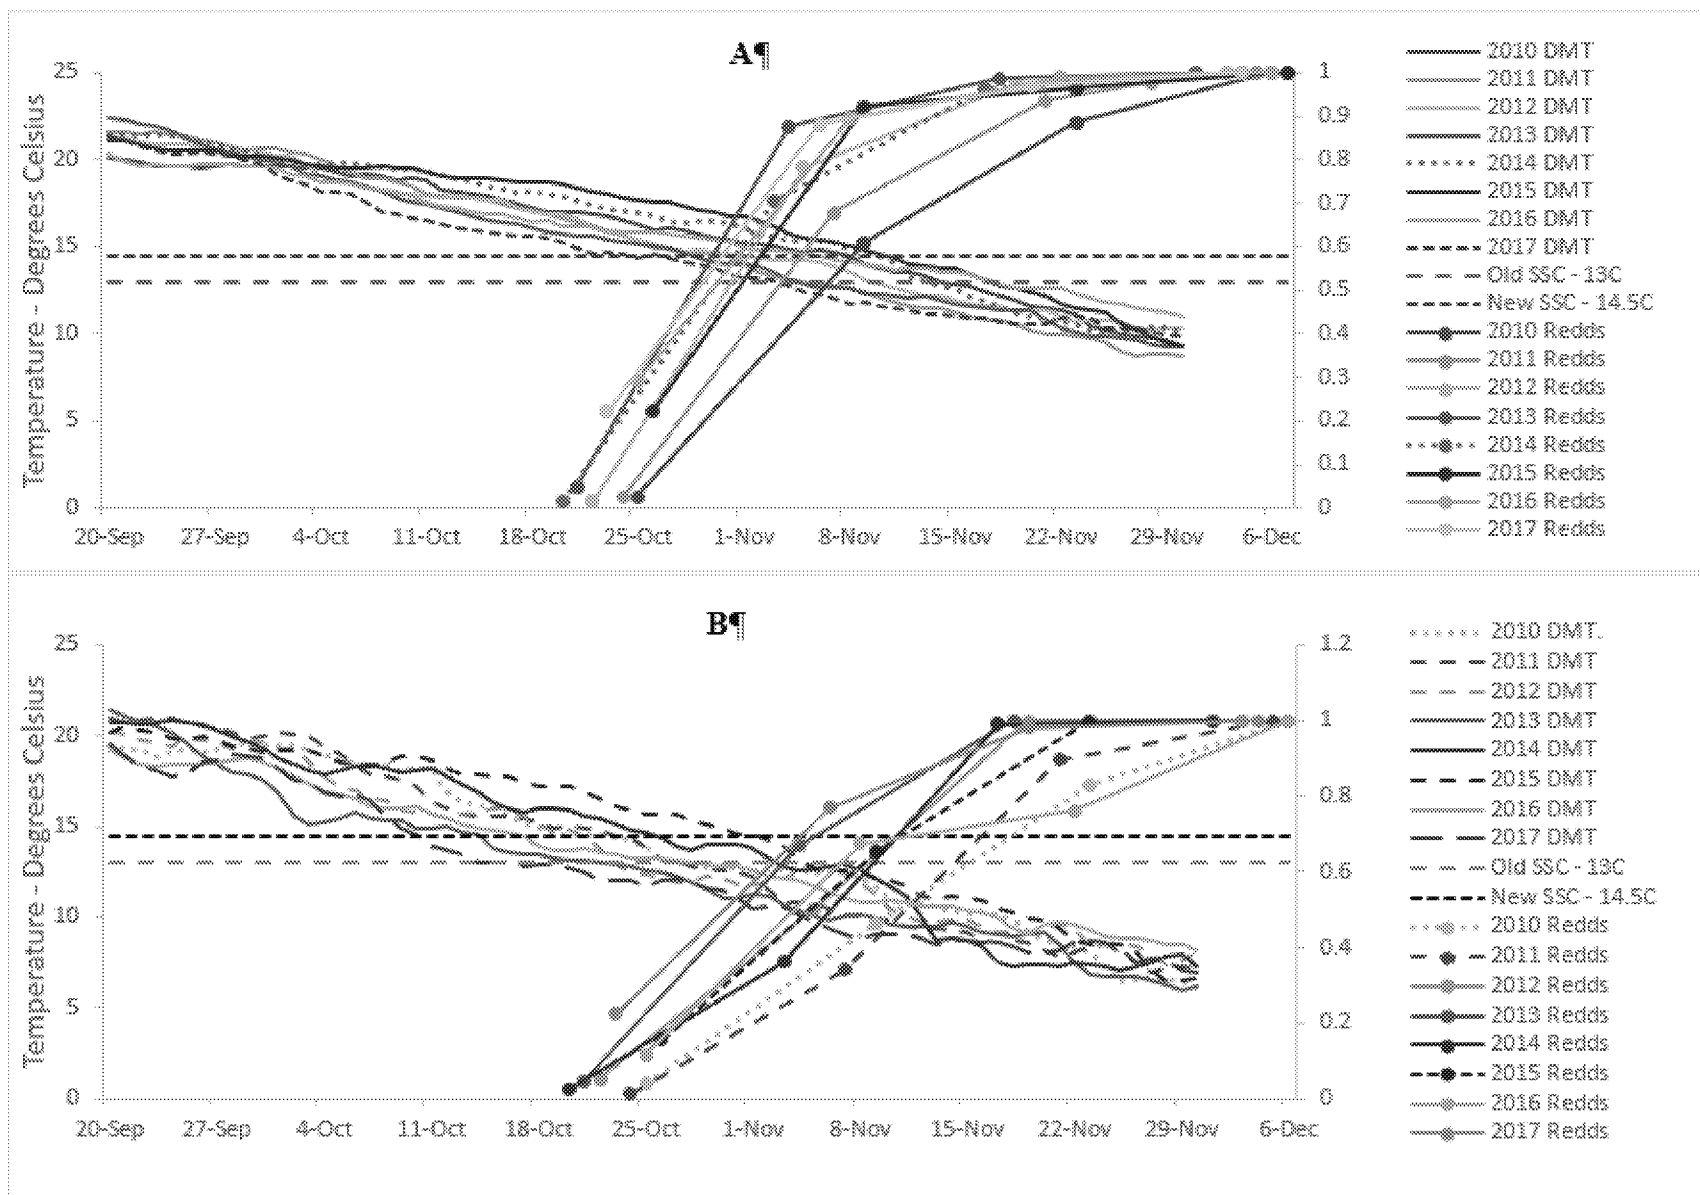 A¶
Temperature - Degrees Celsius
25
20
15
10
5
0
1
0.9
0.8
0.7
0.6
0.5
0.4
0.3
0.2
0.1
0
20-Sep 27-Sep 4-Oct 11-Oct 18-Oct 25-Oct 1-Nov 8-Nov 15-Nov 22-Nov 29-Nov 6-Dec
2010 DMT
2011 DMT
2012 DMT
2013 DMT
2014 DMT
2015 DMT
2016 DMT
2017 DMT
Old SSC - 13C
New SSC - 14.5C
2010 Redds
2011 Redds
2012 Redds
2013 Redds
2014 Redds
2015 Redds
2016 Redds
2017 Redds
B¶
Temperature - Degrees Celsius
25
20
15
10
5
0
1.2
1
0.8
0.6
0.4
0.2
0
20-Sep 27-Sep 4-Oct 11-Oct 18-Oct 25-Oct 1-Nov 8-Nov 15-Nov 22-Nov 29-Nov 6-Dec
2010 DMT.
2011 DMT
2012 DMT
2013 DMT
2014 DMT
2015 DMT
2016 DMT
2017 DMT
Old SSC - 13C
New SSC - 14.5C
2010 Redds
2011 Redds
2012 Redds
2013 Redds
2014 Redds
2015 Redds
2016 Redds
2017 Redds